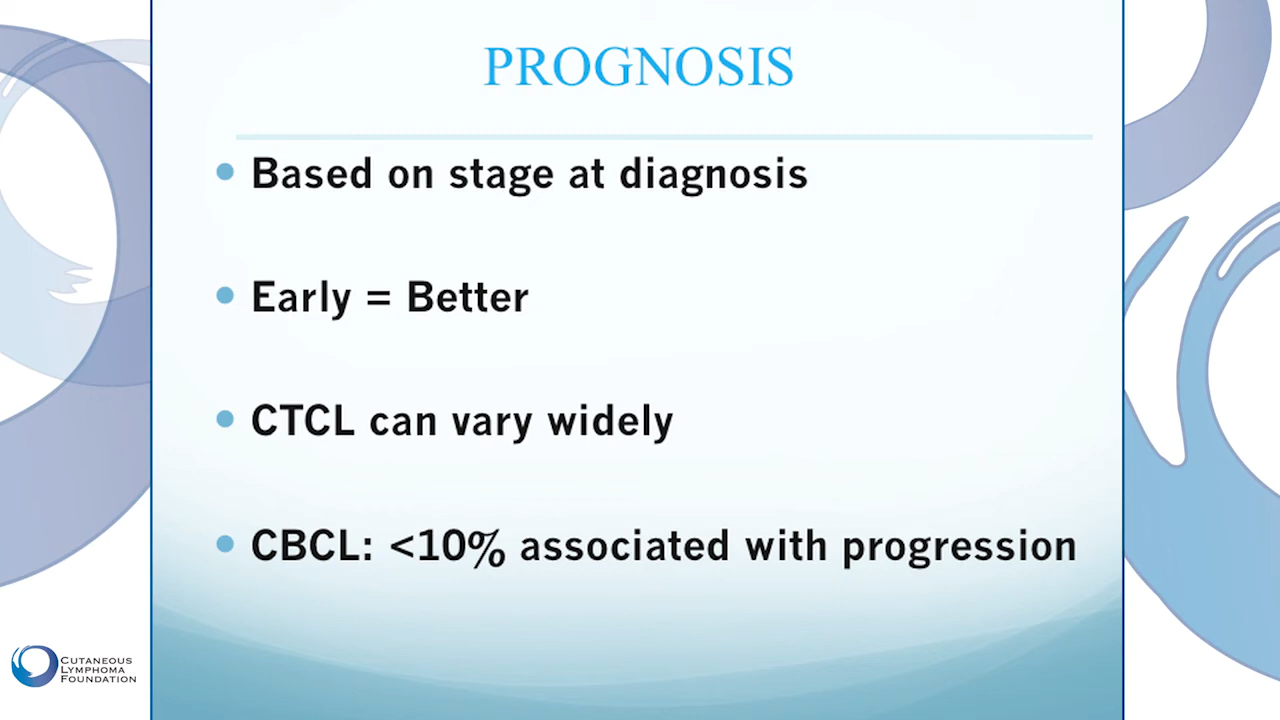 PROGNOSIS
• Based on stage at diagnosis
• Early = Better
• CTCL can vary widely
• CBCL: <10% associated with progression
CUTANEOUS
LYMPHOMA
FOUNDATION